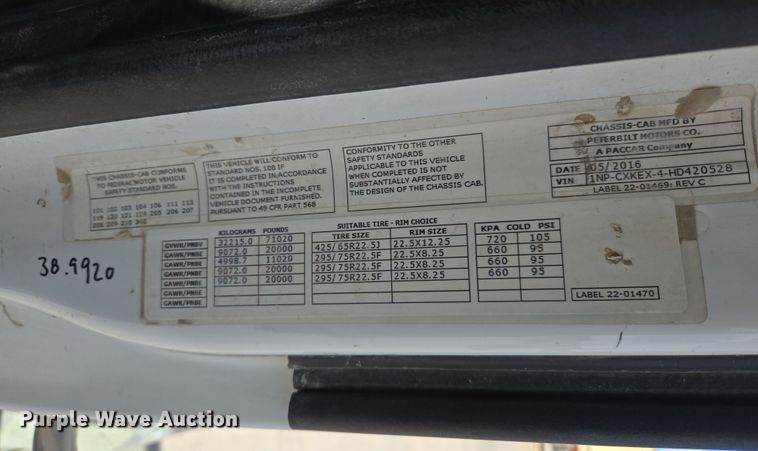 THIS CHASSIS-CAB CONFORMS
TO FEDERAL MOTOR VEHICLE
SAFETY STANDARD NOS.
101 102 103 104 106 111 113
205 206 207
THIS VEHICLE WILL CONFORM TO
STANDARD NOS. 108 IF
IT IS COMPLETED IN ACCORDANCE
WITH THE INSTRUCTIONS
CONTAINED IN THE INCOMPLETE
VEHICLE DOCUMENT FURNISHED.
PURSUANT TO 49 CFR PART 568
CONFORMITY TO THE OTHER
SAFETY STANDARDS
APPLICABLE TO THIS VEHICLE
WHEN COMPLETED IS NOT
SUBSTANTIALLY AFFECTED BY
THE DESIGN OF THE CHASSIS CAB.
CHASSIS-CAB MFD BY
PETERBILT MOTORS CO.
A PACCAR Company
DATE 05/2016
VIN 1NP-CXKEX-4-HD420528
LABEL 22-01469: REV C
SUITABLE TIRE - RIM CHOICE
KILOGRAMS POUNDS TIRE SIZE RIM SIZE KPA COLD PSI
GVWR/PNBV 32215.0 71020 425/65R22.5J 22.5X12.25 720 105
GAWR/PNBE 9072.0 20000 295/75R22.5F 22.5X8.25 660 95
GAWR/PNBE 4998.7 11020 295/75R22.5F 22.5X8.25 660 95
GAWR/PNBE 9072.0 20000 295/75R22.5F 22.5X8.25 660 95
GAWR/PNBE 9072.0 20000
GAWR/PNBE
GAWR/PNBE
LABEL 22-01470
38.9920
Purple Wave Auction